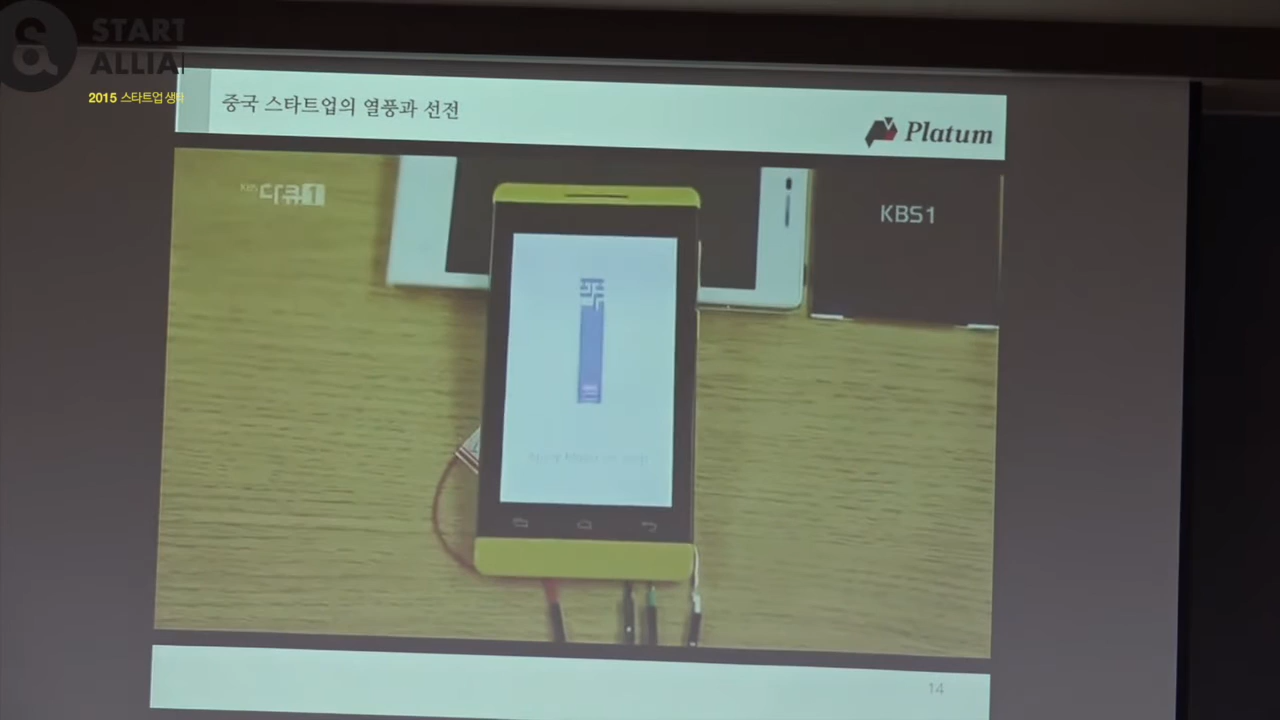 START
ALLIA
2015 스타트업 생태
중국 스타트업의 열풍과 선전
Platum
KBS 다큐1
KBS1
14